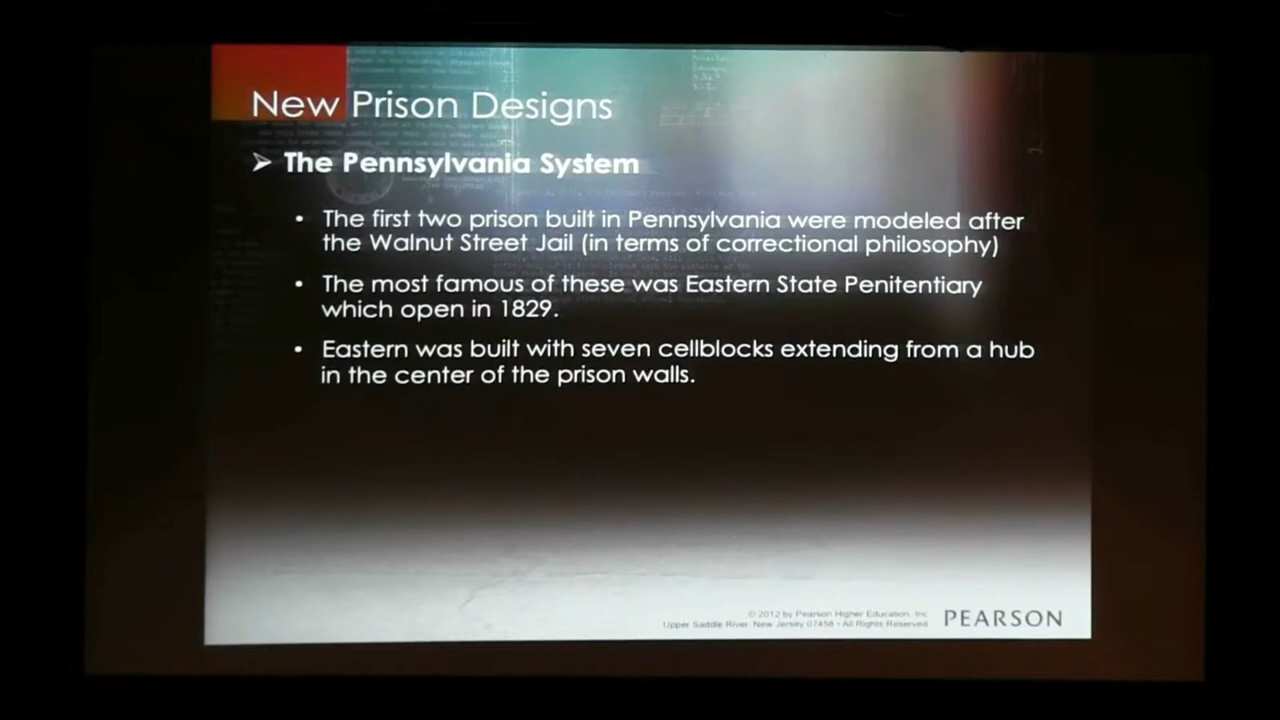 New Prison Designs
➢ The Pennsylvania System
• The first two prison built in Pennsylvania were modeled after
the Walnut Street Jail (in terms of correctional philosophy)
• The most famous of these was Eastern State Penitentiary
which open in 1829.
• Eastern was built with seven cellblocks extending from a hub
in the center of the prison walls.
© 2012 by Pearson Higher Education, Inc
Upper Saddle River, New Jersey 07458 • All Rights Reserved
PEARSON